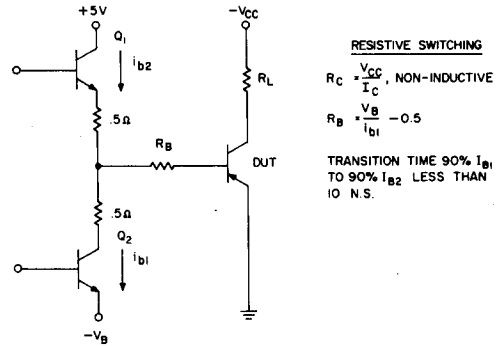 +5V
Q1
ib2
.5Ω
RB
.5Ω
Q2
ib1
-VB
-VCC
RL
DUT
RESISTIVE SWITCHING
RC = VCC/IC, NON-INDUCTIVE
RB = VB/ib1 -0.5
TRANSITION TIME 90% IB1
TO 90% IB2 LESS THAN
10 N.S.